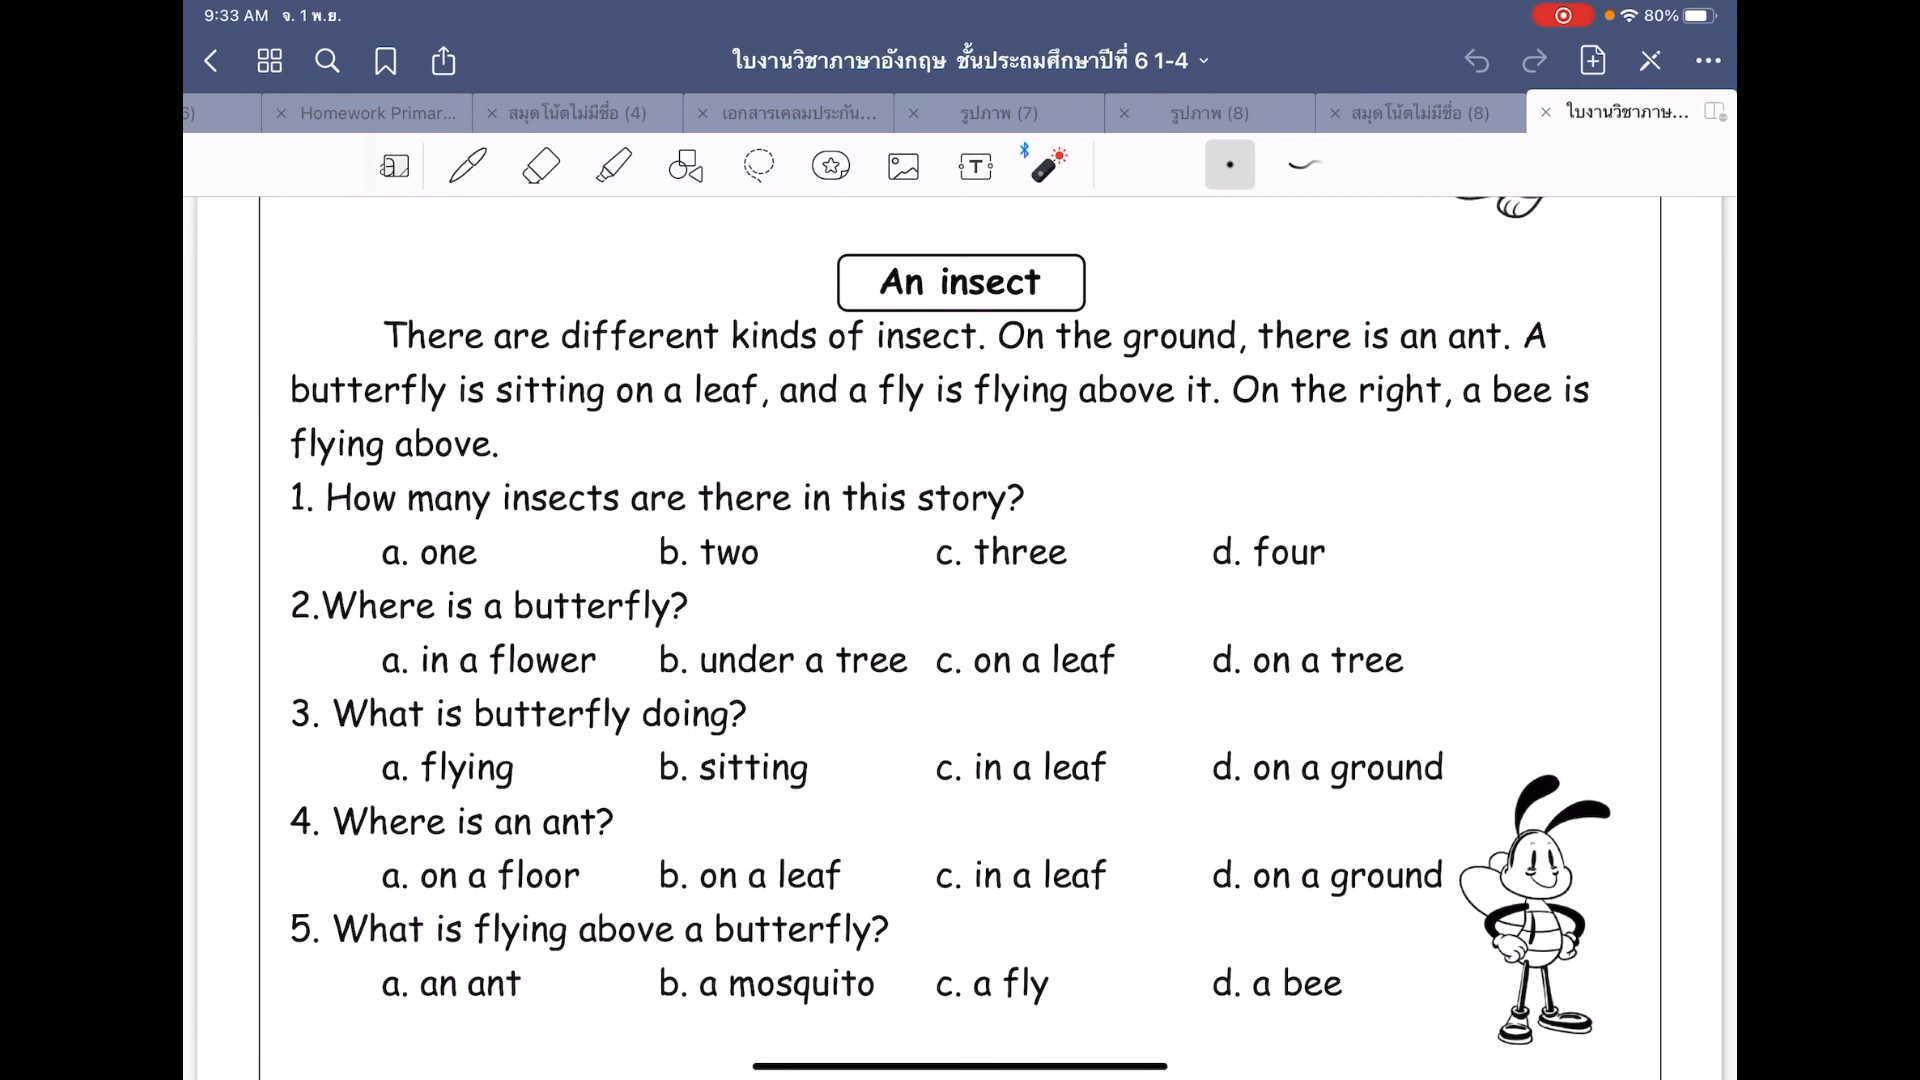 9:33 AM จ. 1 พ.ย. 80%
ใบงานวิชาภาษาอังกฤษ ชั้นประถมศึกษาปีที่ 6 1-4
6) Homework Primar... สมุดโน้ตไม่มีชื่อ (4) เอกสารเคลมประกัน... รูปภาพ (7) รูปภาพ (8) สมุดโน้ตไม่มีชื่อ (8) ใบงานวิชาภาษ...
An insect
There are different kinds of insect. On the ground, there is an ant. A
butterfly is sitting on a leaf, and a fly is flying above it. On the right, a bee is
flying above.
1. How many insects are there in this story?
a. one b. two c. three d. four
2.Where is a butterfly?
a. in a flower b. under a tree c. on a leaf d. on a tree
3. What is butterfly doing?
a. flying b. sitting c. in a leaf d. on a ground
4. Where is an ant?
a. on a floor b. on a leaf c. in a leaf d. on a ground
5. What is flying above a butterfly?
a. an ant b. a mosquito c. a fly d. a bee